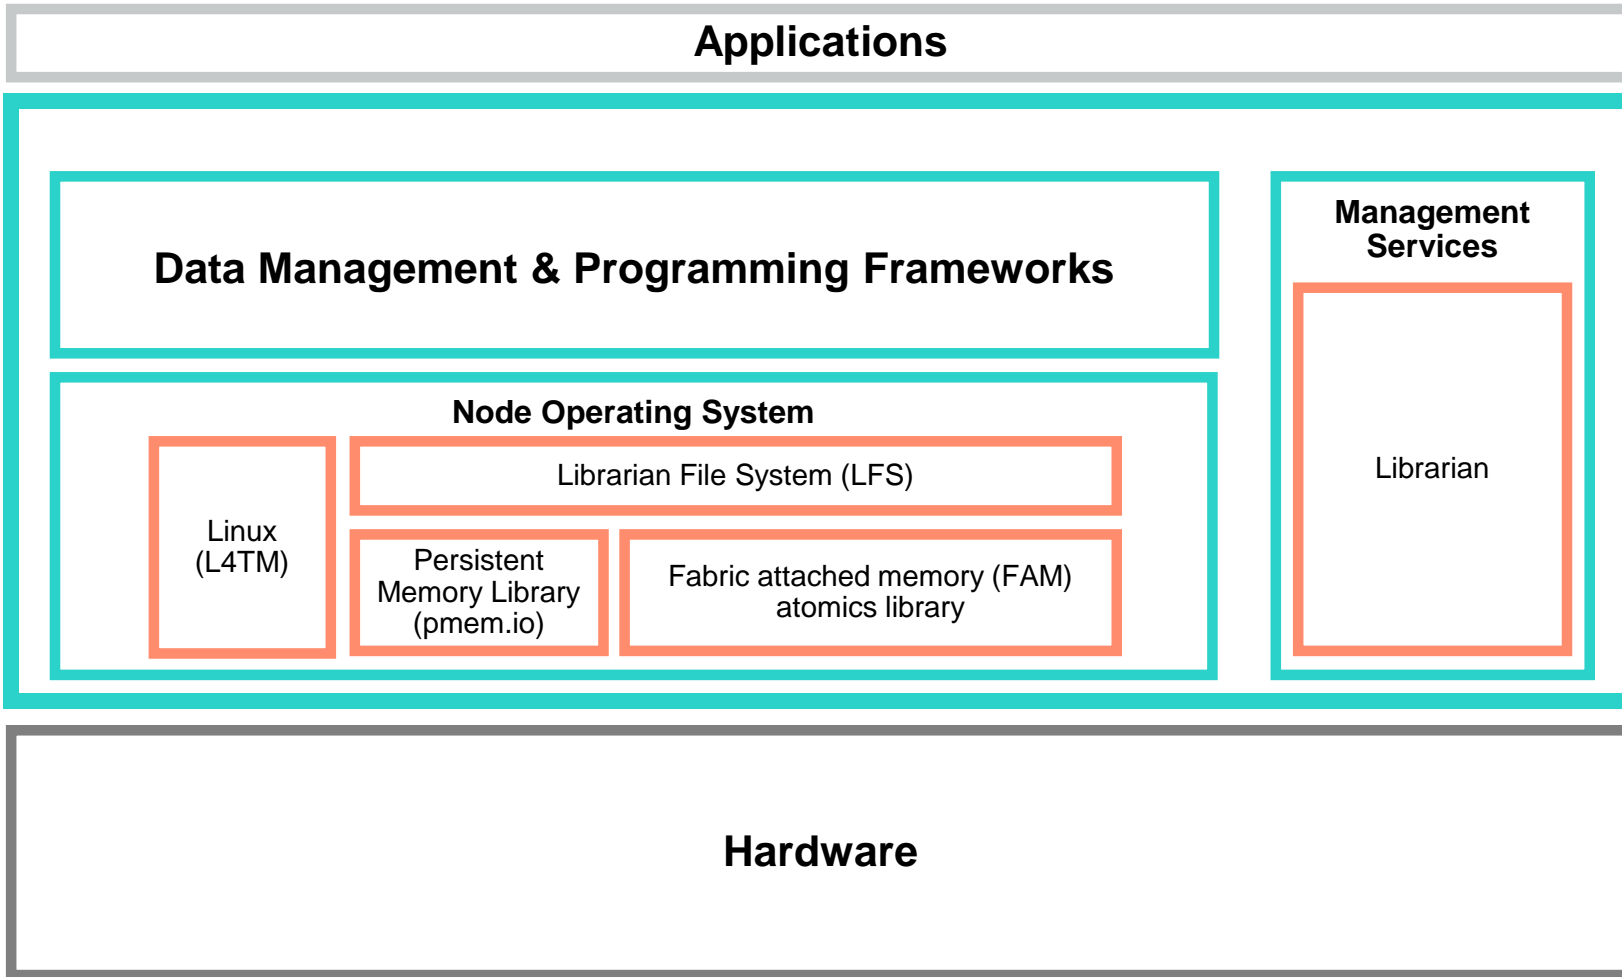 Applications
Data Management & Programming Frameworks
Management
Services
Node Operating System
Librarian File System (LFS)
Librarian
Linux
(L4TM)
Persistent
Memory Library
(pmem.io)
Fabric attached memory (FAM)
atomics library
Hardware